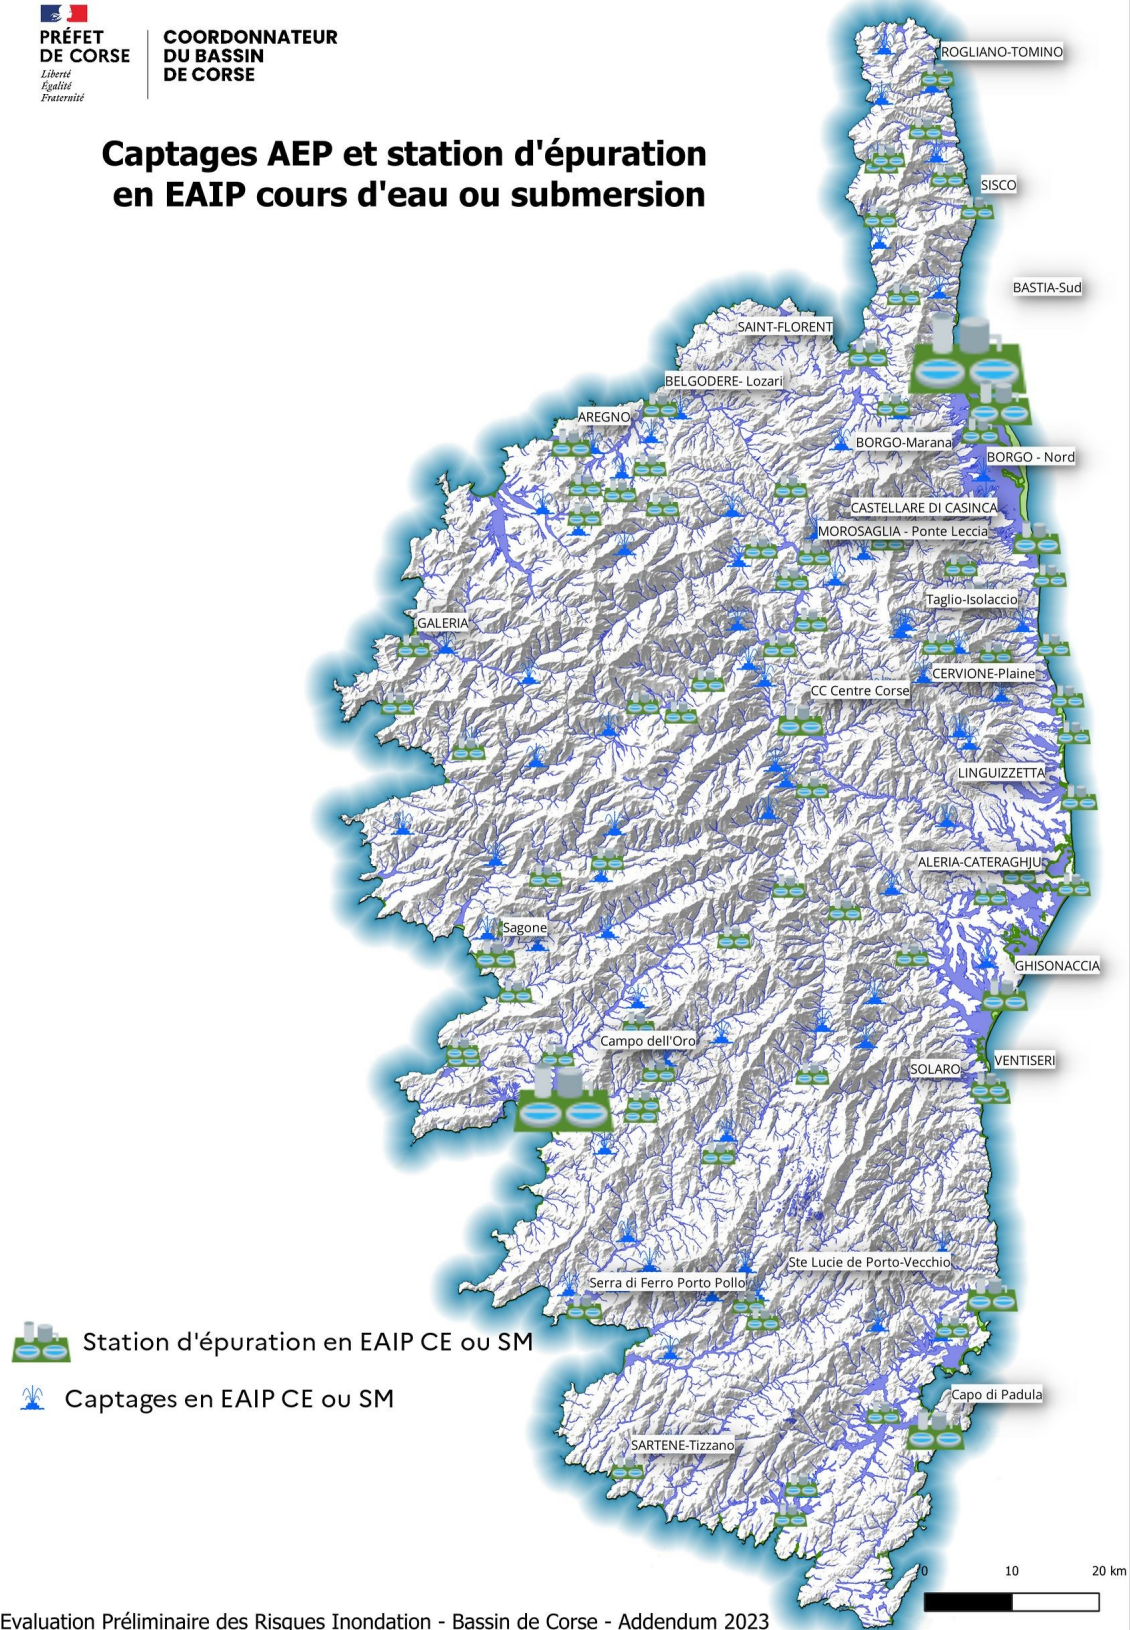 PRÉFET
DE CORSE
Liberté
Égalité
Fraternité
COORDONNATEUR
DU BASSIN
DE CORSE
Captages AEP et station d'épuration
en EAIP cours d'eau ou submersion
ROGLIANO-TOMINO
SISCO
BASTIA-Sud
SAINT-FLORENT
BELGODERE- Lozari
AREGNO
BORGO-Marana
BORGO - Nord
CASTELLARE DI CASINCA
MOROSAGLIA - Ponte Leccia
Taglio-Isolaccio
GALERIA
CERVIONE-Plaine
CC Centre Corse
LINGUIZZETTA
ALERIA-CATERAGHJU
Sagone
GHISONACCIA
Campo dell'Oro
VENTISERI
SOLARO
Ste Lucie de Porto-Vecchio
Serra di Ferro Porto Pollo
Station d'épuration en EAIP CE ou SM
Captages en EAIP CE ou SM
Capo di Padula
SARTENE-Tizzano
0 10 20 km
Evaluation Préliminaire des Risques Inondation - Bassin de Corse - Addendum 2023